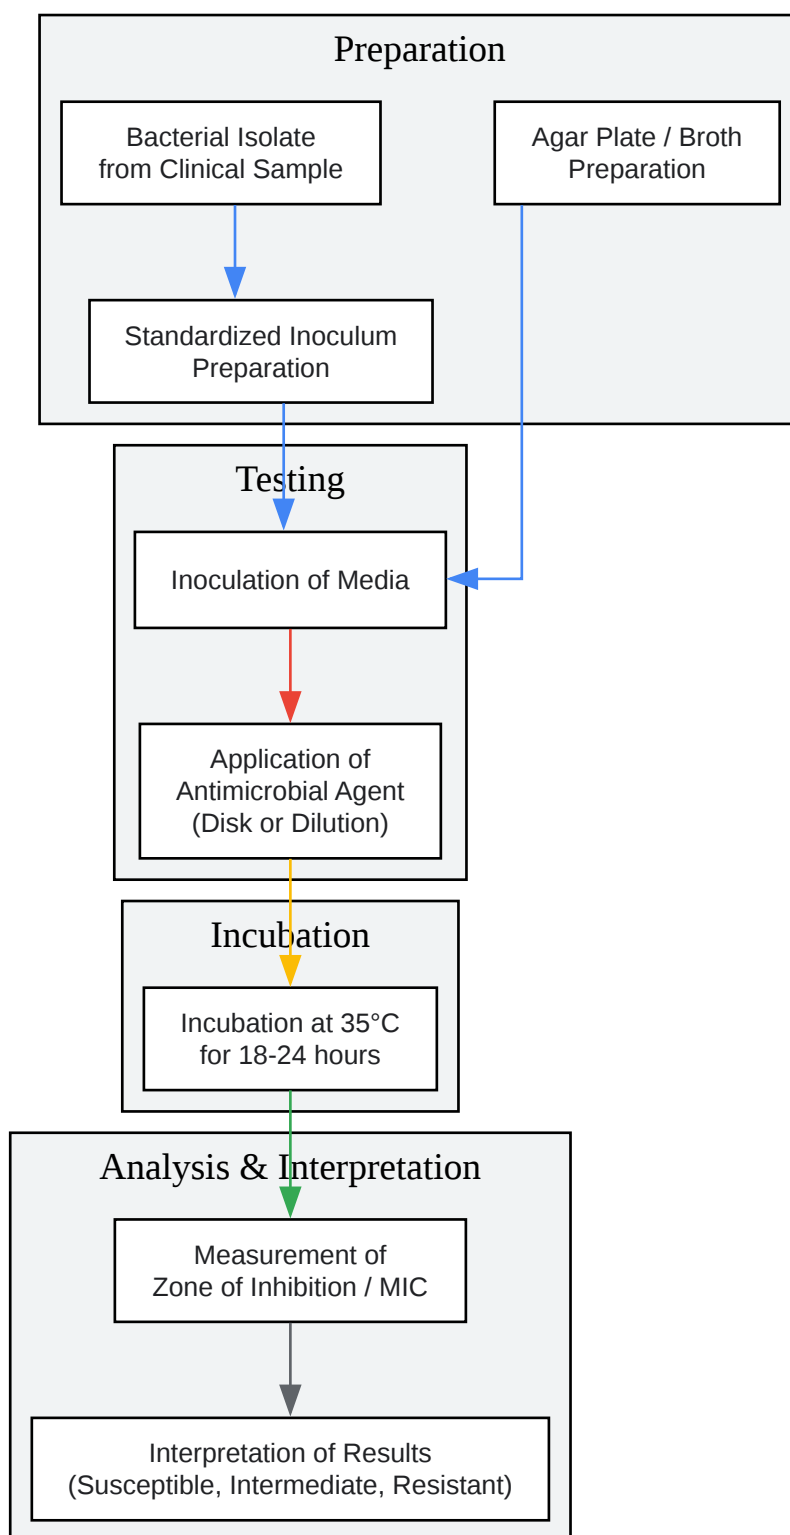 Preparation
Bacterial Isolate
from Clinical Sample
Agar Plate / Broth
Preparation
Standardized Inoculum
Preparation
Testing
Inoculation of Media
Application of
Antimicrobial Agent
(Disk or Dilution)
Incubation
Incubation at 35°C
for 18-24 hours
Analysis & Interpretation
Measurement of
Zone of Inhibition / MIC
Interpretation of Results
(Susceptible, Intermediate, Resistant)